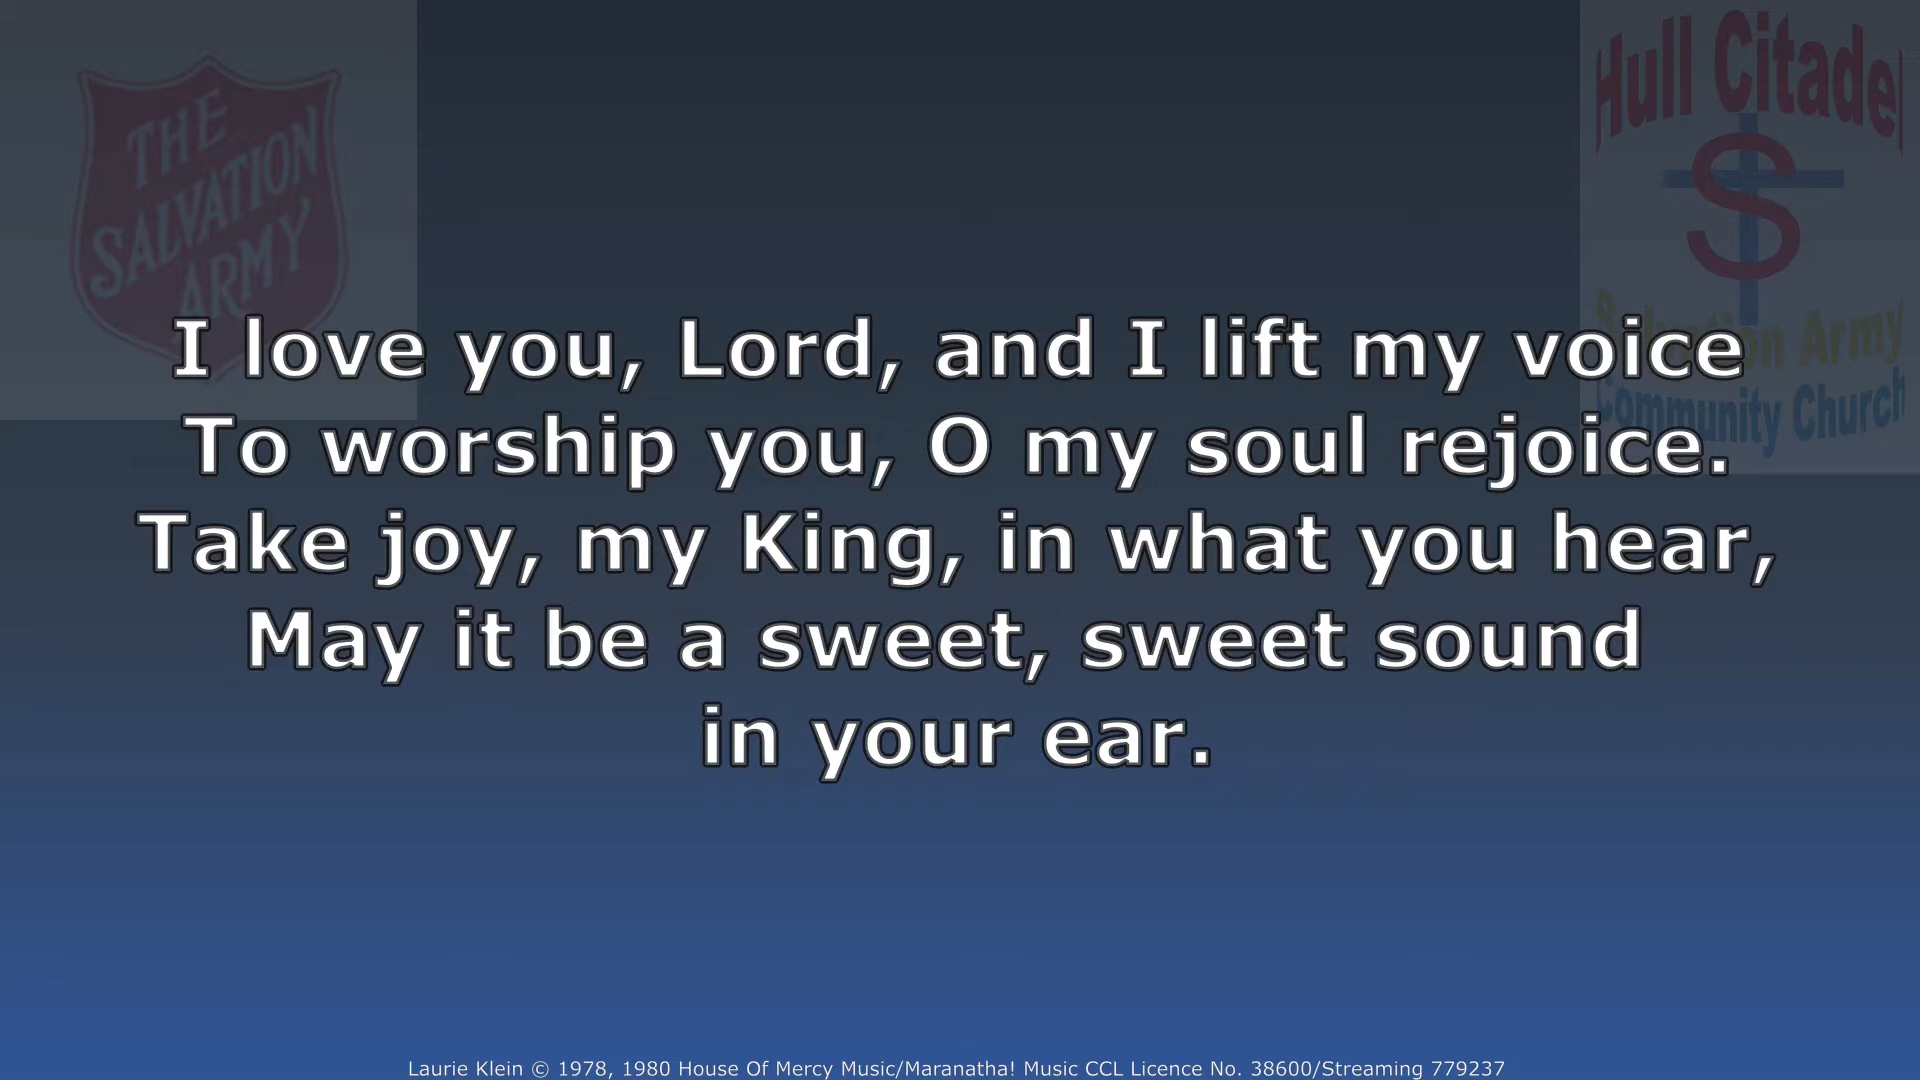 THE
SALVATION
ARMY
Hull Citadel
S
I love you, Lord, and I lift my voice
To worship you, O my soul rejoice.
Take joy, my King, in what you hear,
May it be a sweet, sweet sound
in your ear.
Salvation Army
Community Church
Laurie Klein © 1978, 1980 House Of Mercy Music/Maranatha! Music CCL Licence No. 38600/Streaming 779237